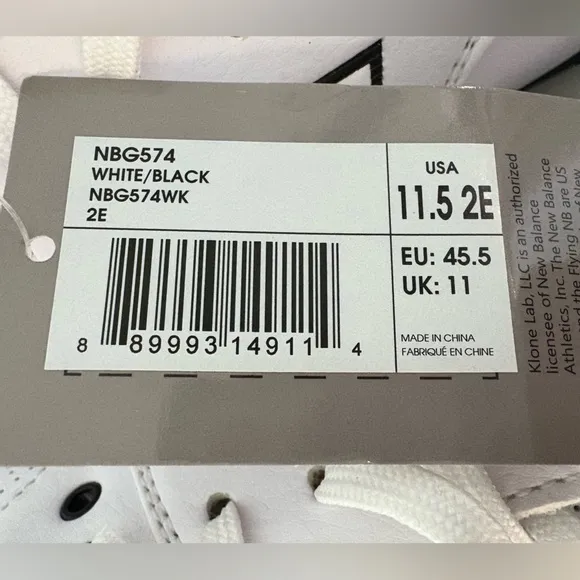 NBG574
WHITE/BLACK
NBG574WK
2E
8 89993 14911 4
USA
11.5 2E
EU: 45.5
UK: 11
MADE IN CHINA
FABRIQUÉ EN CHINE
Klone Lab, LLC is an authorized
licensee of New Balance
Athletics, Inc. The New Balance
and the Flying NB are US
of New